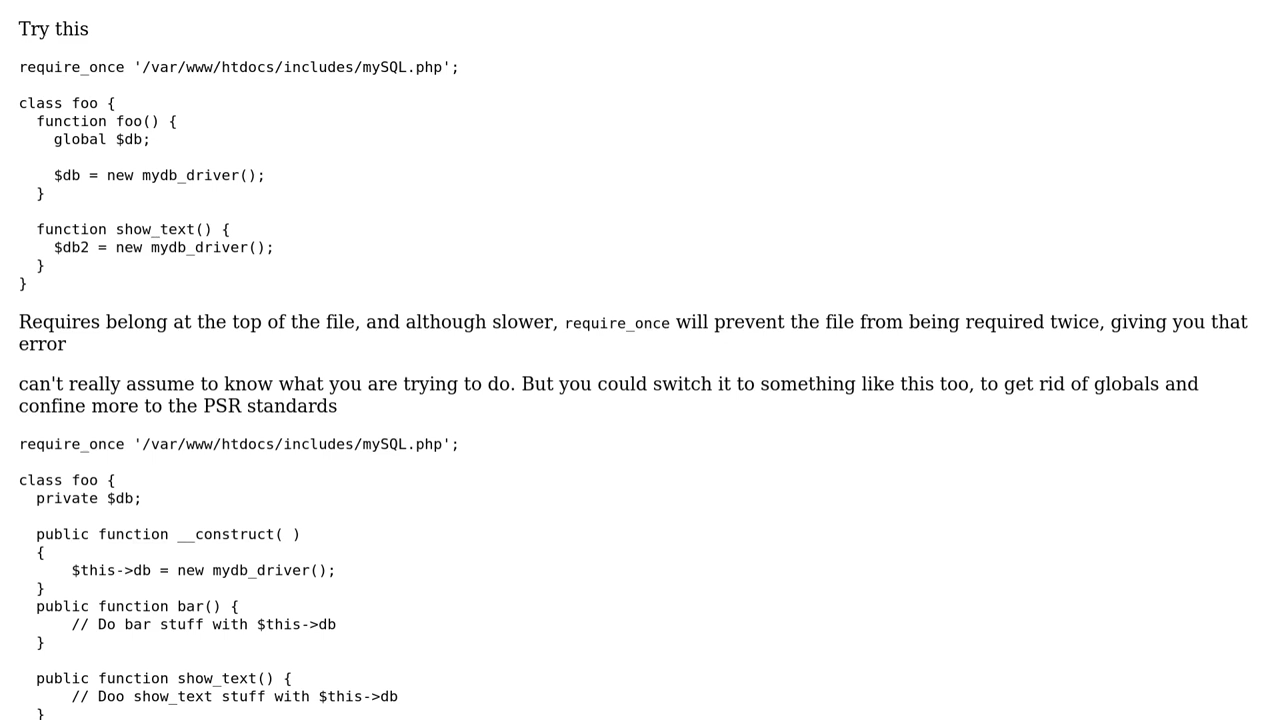 Try this
require_once '/var/www/htdocs/includes/mySQL.php';
class foo {
  function foo() {
    global $db;
    $db = new mydb_driver();
  }
  function show_text() {
    $db2 = new mydb_driver();
  }
}
Requires belong at the top of the file, and although slower, require_once will prevent the file from being required twice, giving you that
error
can't really assume to know what you are trying to do. But you could switch it to something like this too, to get rid of globals and
confine more to the PSR standards
require_once '/var/www/htdocs/includes/mySQL.php';
class foo {
  private $db;
  public function __construct( )
  {
      $this->db = new mydb_driver();
  }
  public function bar() {
      // Do bar stuff with $this->db
  }
  public function show_text() {
      // Doo show_text stuff with $this->db
  }